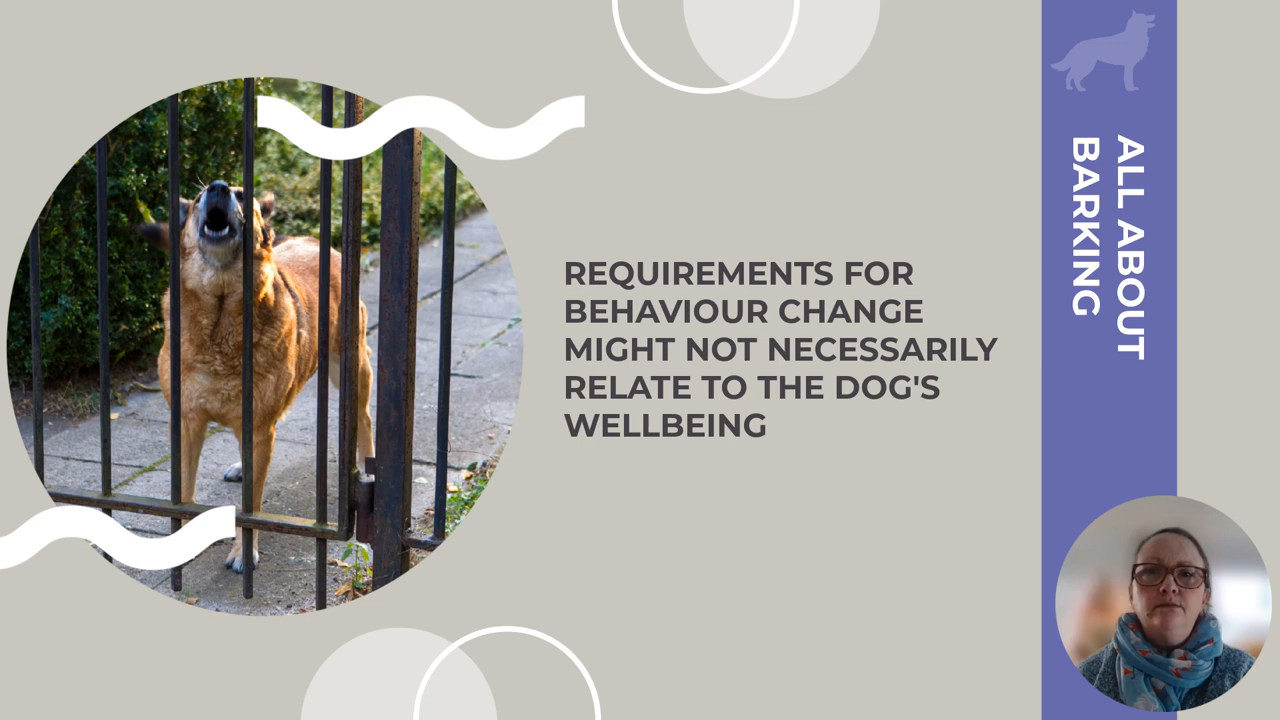 REQUIREMENTS FOR
BEHAVIOUR CHANGE
MIGHT NOT NECESSARILY
RELATE TO THE DOG'S
WELLBEING
ALL ABOUT
BARKING